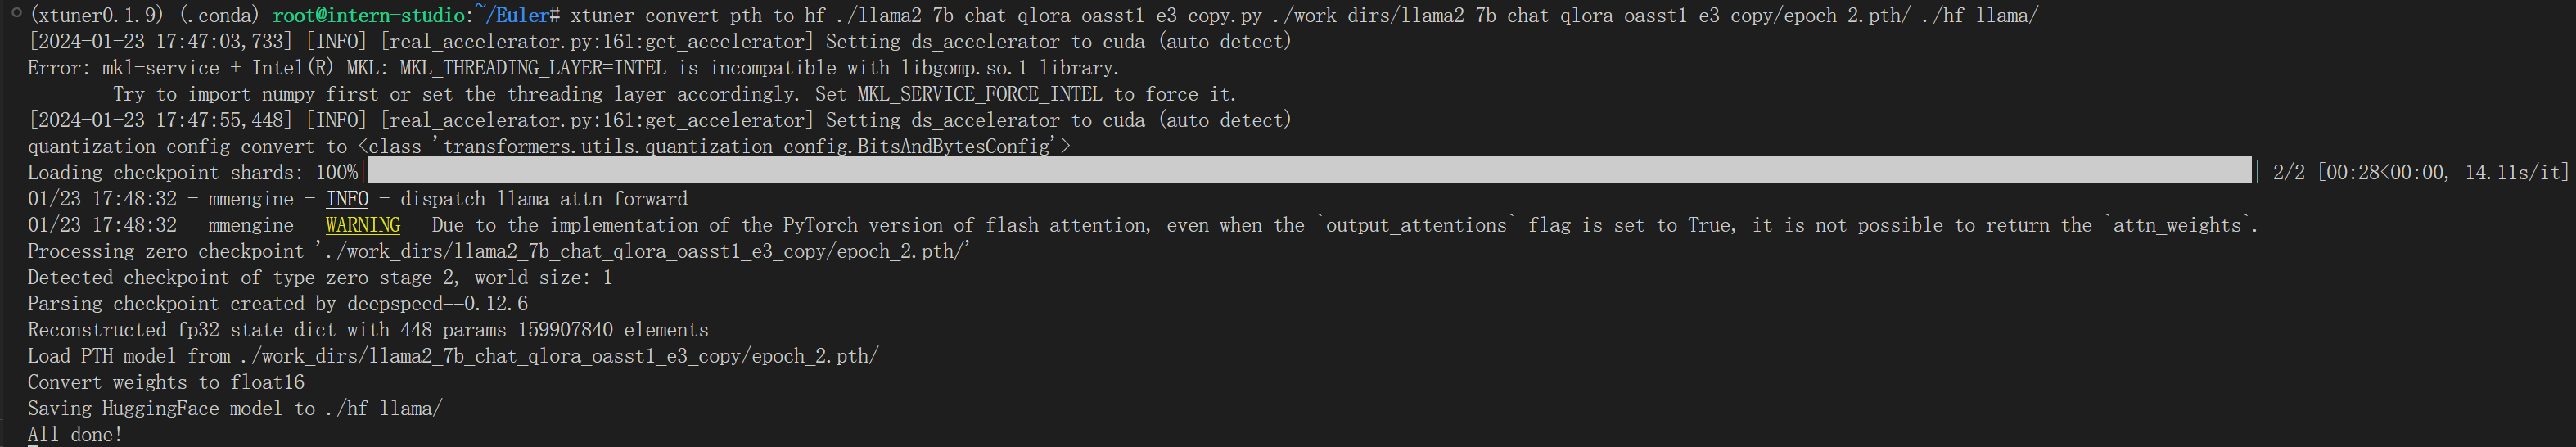 (xtuner0.1.9) (.conda) root@intern-studio:~/Euler# xtuner convert pth_to_hf ./llama2_7b_chat_qlora_oasst1_e3_copy.py ./work_dirs/llama2_7b_chat_qlora_oasst1_e3_copy/epoch_2.pth/ ./hf_llama/
[2024-01-23 17:47:03,733] [INFO] [real_accelerator.py:161:get_accelerator] Setting ds_accelerator to cuda (auto detect)
Error: mkl-service + Intel(R) MKL: MKL_THREADING_LAYER=INTEL is incompatible with libgomp.so.1 library.
        Try to import numpy first or set the threading layer accordingly. Set MKL_SERVICE_FORCE_INTEL to force it.
[2024-01-23 17:47:55,448] [INFO] [real_accelerator.py:161:get_accelerator] Setting ds_accelerator to cuda (auto detect)
quantization_config convert to <class 'transformers.utils.quantization_config.BitsAndBytesConfig'>
Loading checkpoint shards: 100%| | 2/2 [00:28<00:00, 14.11s/it]
01/23 17:48:32 - mmengine - INFO - dispatch llama attn forward
01/23 17:48:32 - mmengine - WARNING - Due to the implementation of the PyTorch version of flash attention, even when the `output_attentions` flag is set to True, it is not possible to return the `attn_weights`.
Processing zero checkpoint './work_dirs/llama2_7b_chat_qlora_oasst1_e3_copy/epoch_2.pth/'
Detected checkpoint of type zero stage 2, world_size: 1
Parsing checkpoint created by deepspeed==0.12.6
Reconstructed fp32 state dict with 448 params 159907840 elements
Load PTH model from ./work_dirs/llama2_7b_chat_qlora_oasst1_e3_copy/epoch_2.pth/
Convert weights to float16
Saving HuggingFace model to ./hf_llama/
All done!